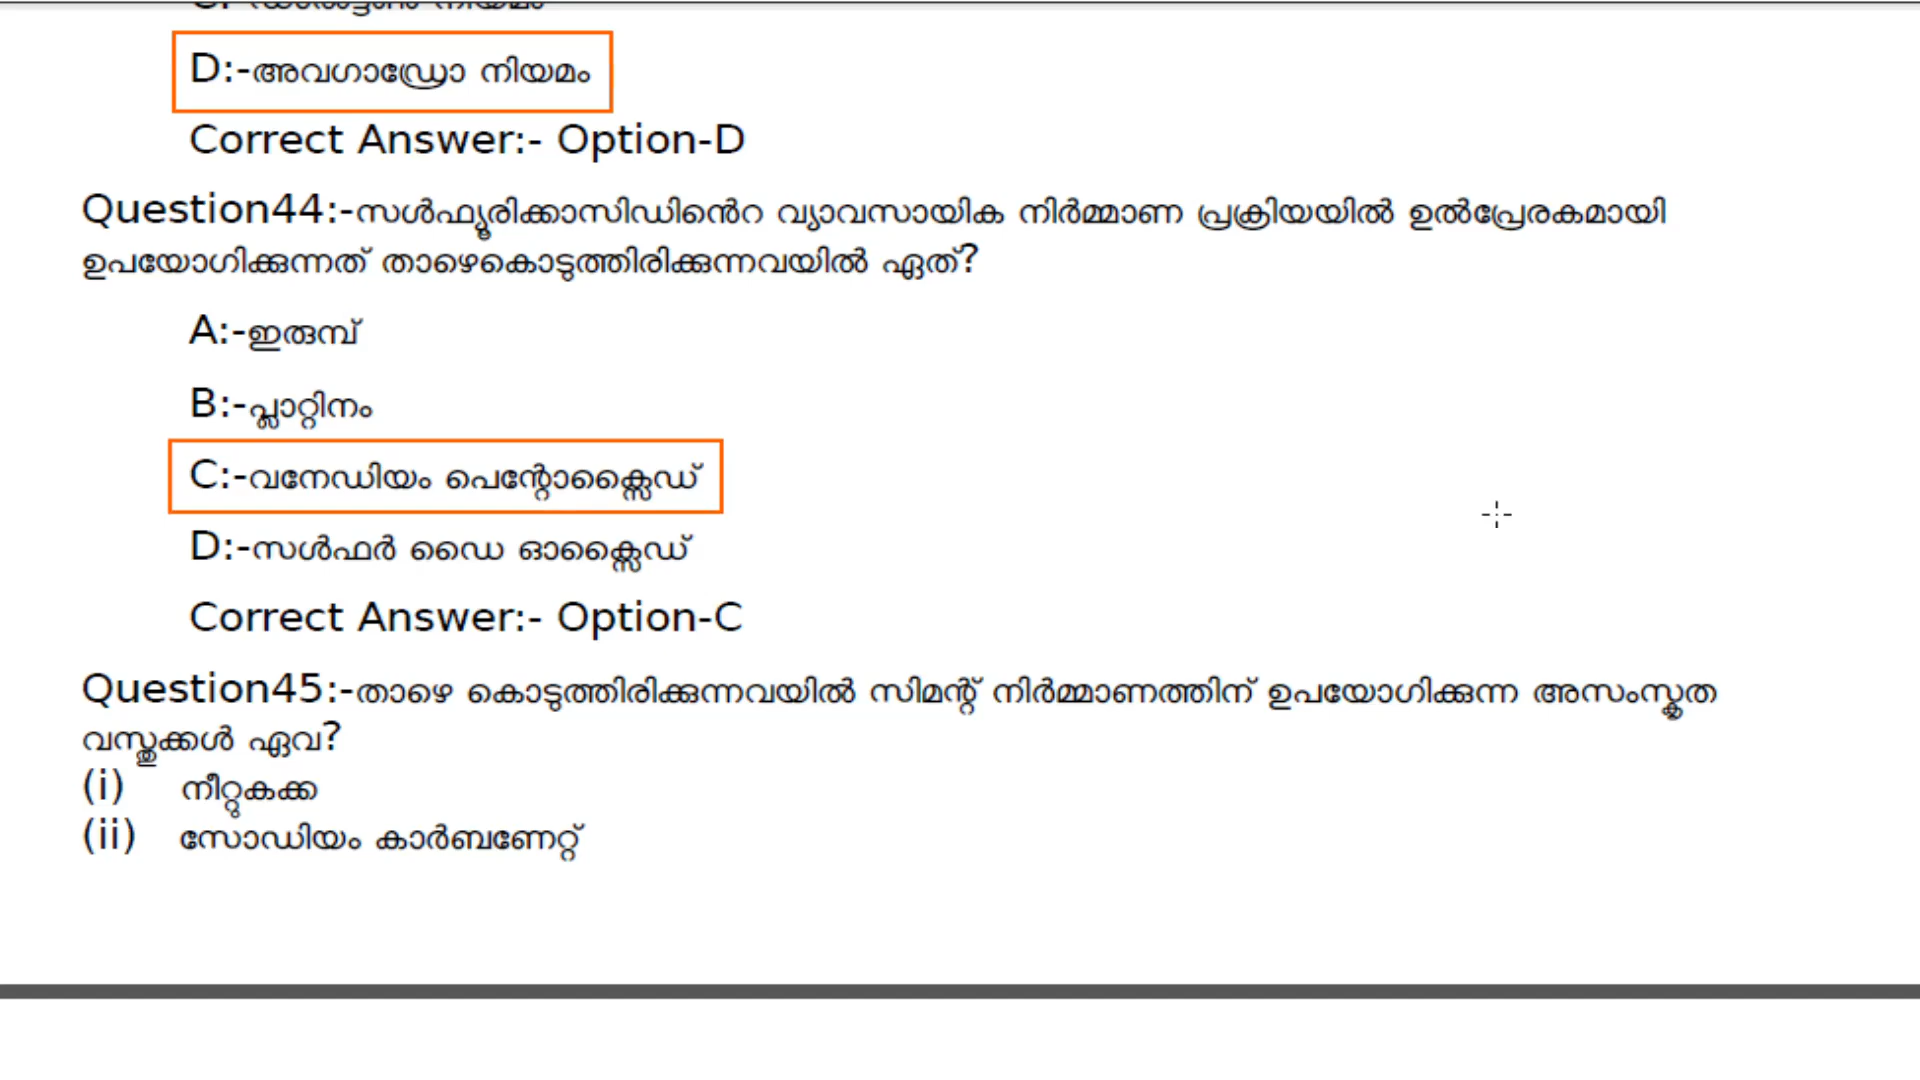 D:-അവഗാഡ്രോ നിയമം
Correct Answer:- Option-D
Question44:-സൾഫ്യൂരിക്കാസിഡിൻെറ വ്യാവസായിക നിർമ്മാണ പ്രക്രിയയിൽ ഉൽപ്രേരകമായി
ഉപയോഗിക്കുന്നത് താഴെകൊടുത്തിരിക്കുന്നവയിൽ ഏത്?
A:-ഇരുമ്പ്
B:-പ്ലാറ്റിനം
C:-വനേഡിയം പെന്റോക്സൈഡ്
D:-സൾഫർ ഡൈ ഓക്സൈഡ്
Correct Answer:- Option-C
Question45:-താഴെ കൊടുത്തിരിക്കുന്നവയിൽ സിമന്റ് നിർമ്മാണത്തിന് ഉപയോഗിക്കുന്ന അസംസ്കൃത
വസ്തുക്കൾ ഏവ?
(i) നീറ്റുകക്ക
(ii) സോഡിയം കാർബണേറ്റ്